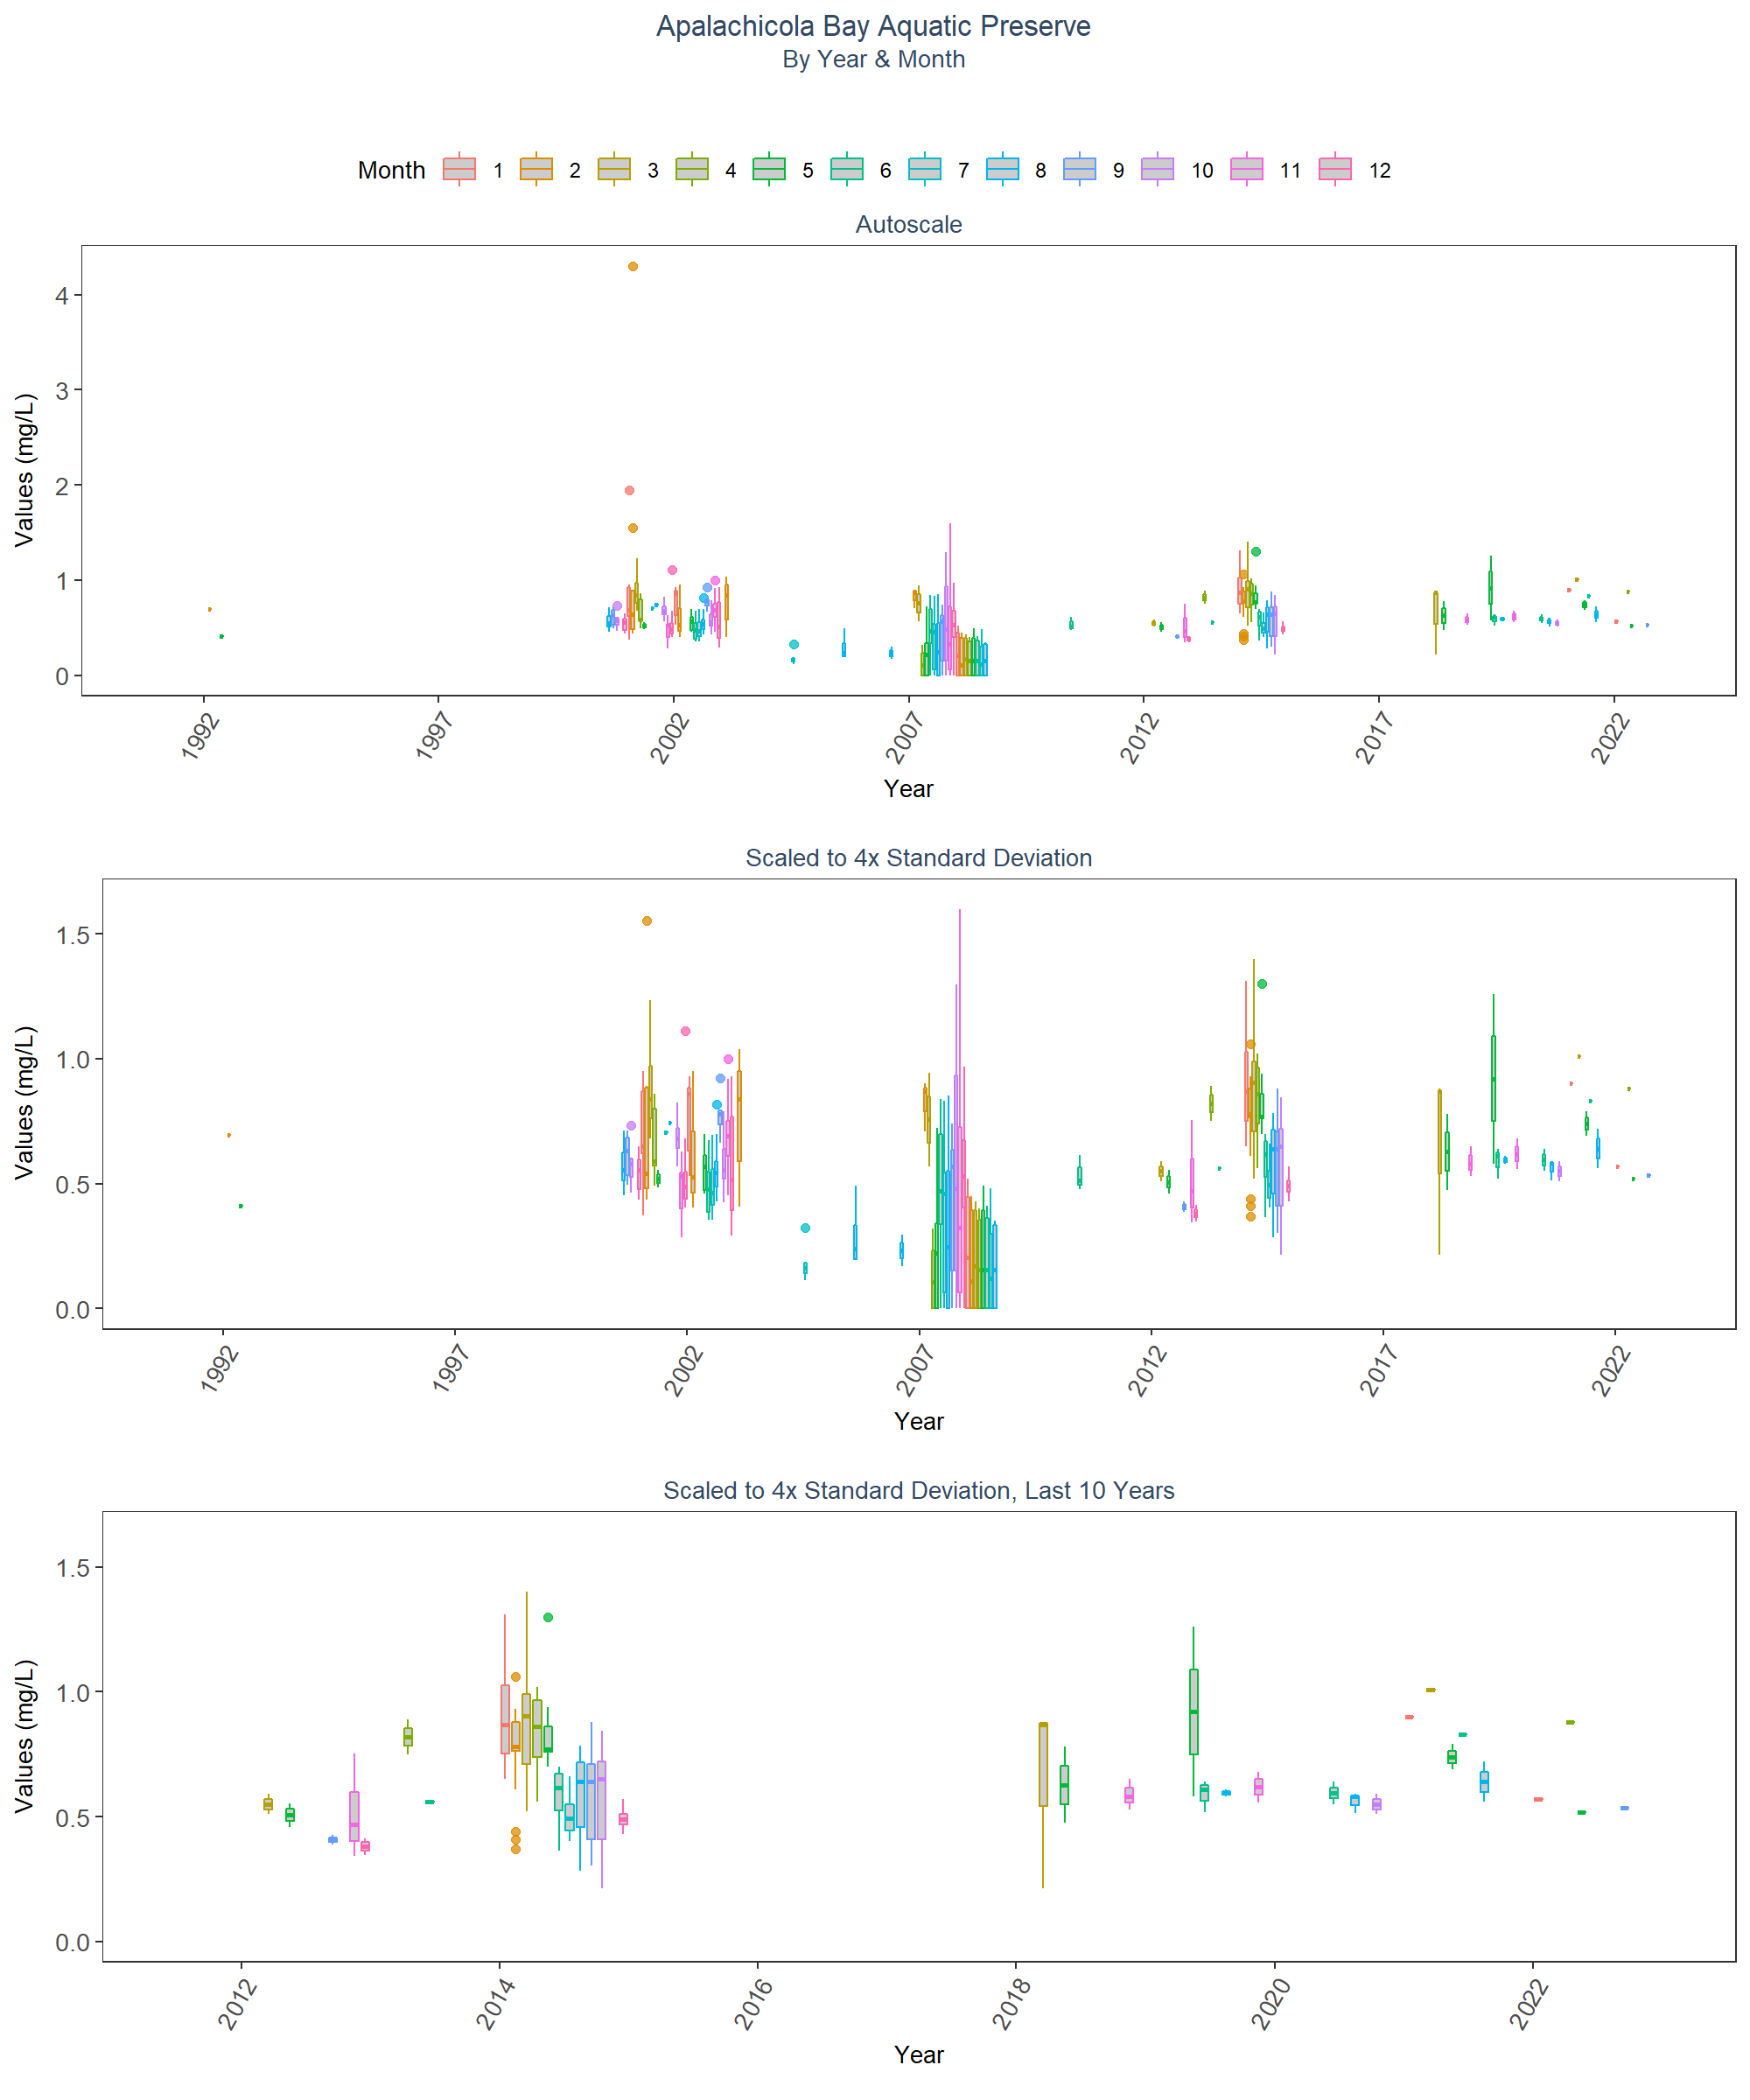 Apalachicola Bay Aquatic Preserve
By Year & Month
Month 1 2 3 4 5 6 7 8 9 10 11 12
Autoscale
Values (mg/L)
4
3
2
1
0
1992 1997 2002 2007 2012 2017 2022
Year
Scaled to 4x Standard Deviation
Values (mg/L)
1.5
1.0
0.5
0.0
1992 1997 2002 2007 2012 2017 2022
Year
Scaled to 4x Standard Deviation, Last 10 Years
Values (mg/L)
1.5
1.0
0.5
0.0
2012 2014 2016 2018 2020 2022
Year